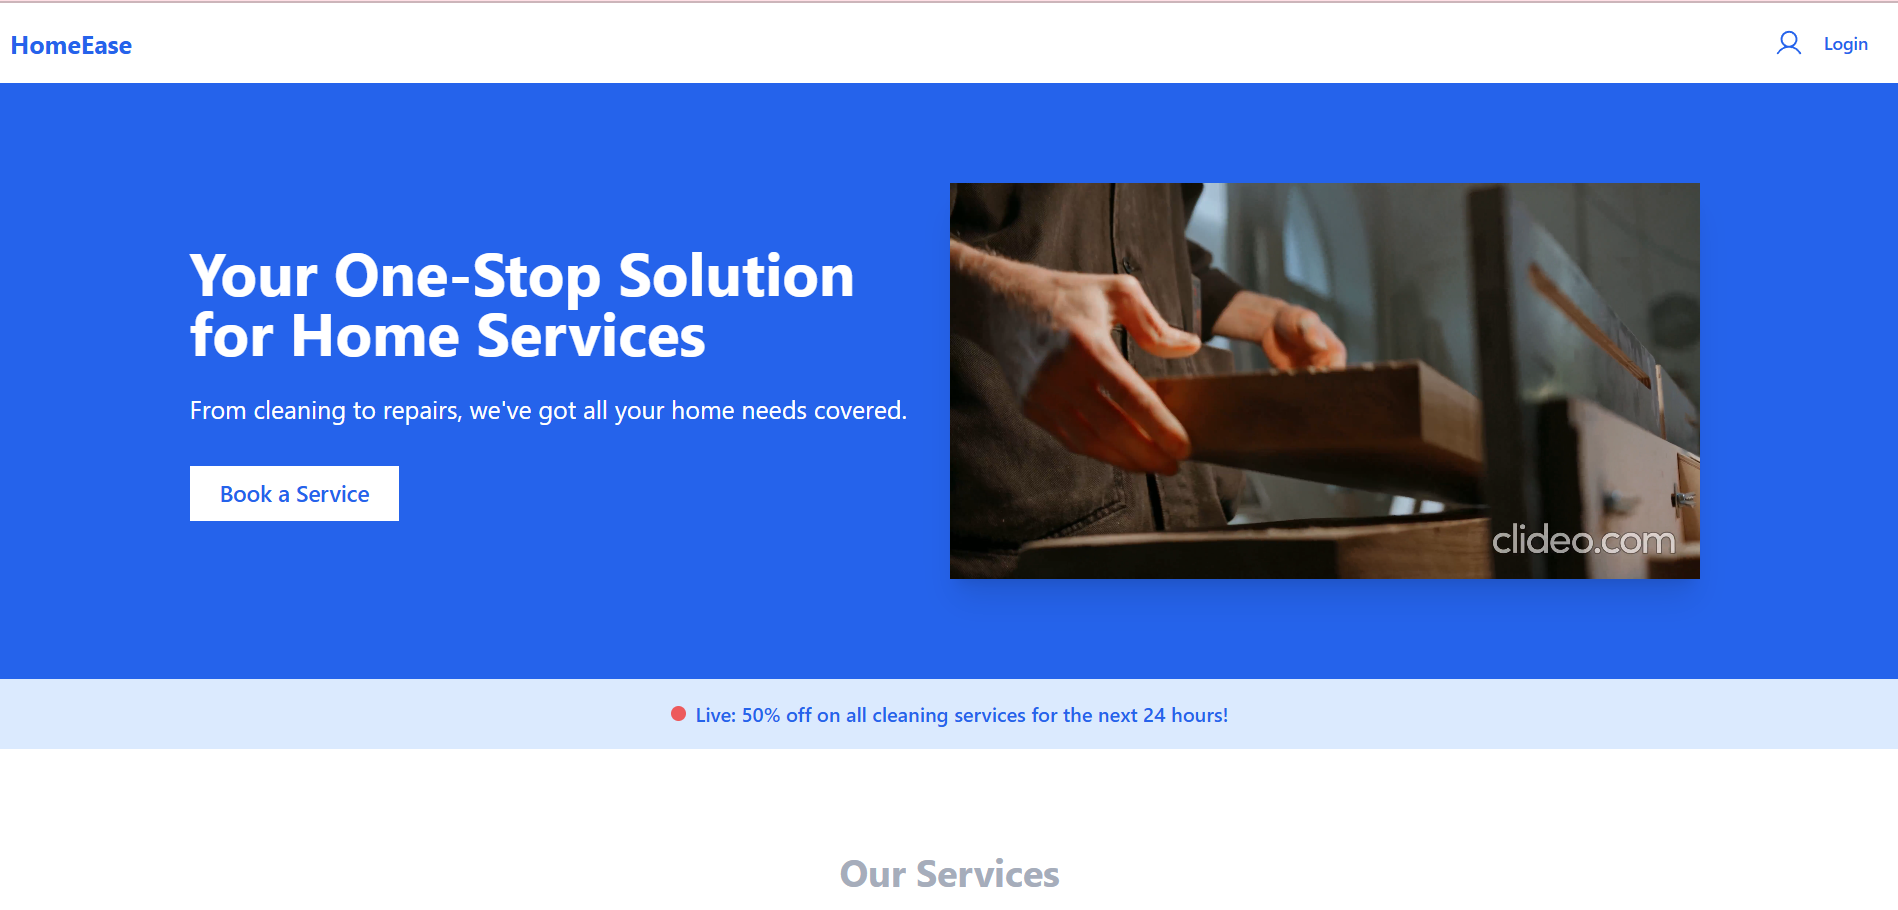 HomeEase
Login
Your One-Stop Solution
for Home Services
From cleaning to repairs, we've got all your home needs covered.
Book a Service
clideo.com
Live: 50% off on all cleaning services for the next 24 hours!
Our Services